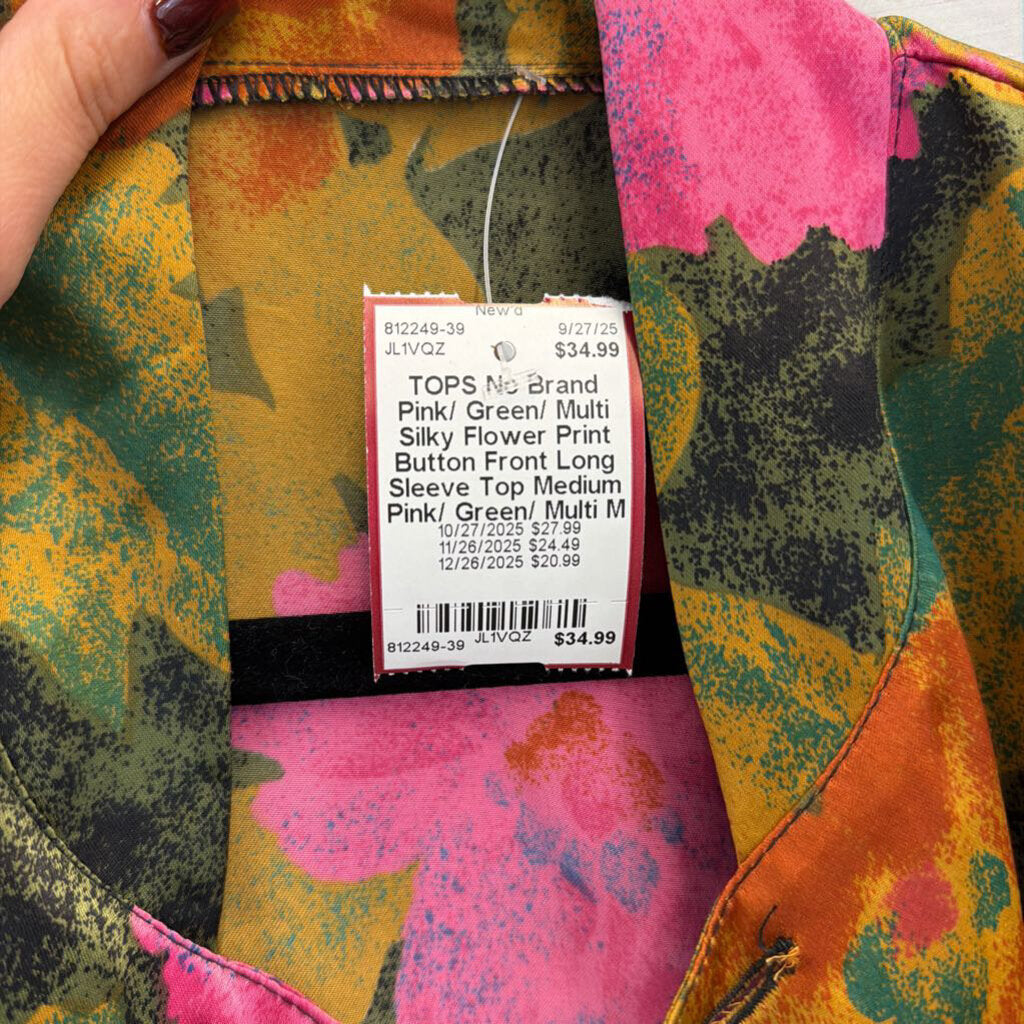 New'd
812249-39 9/27/25
JL1VQZ $34.99
TOPS No Brand
Pink/ Green/ Multi
Silky Flower Print
Button Front Long
Sleeve Top Medium
Pink/ Green/ Multi M
10/27/2025 $27.99
11/26/2025 $24.49
12/26/2025 $20.99
812249-39 JL1VQZ $34.99